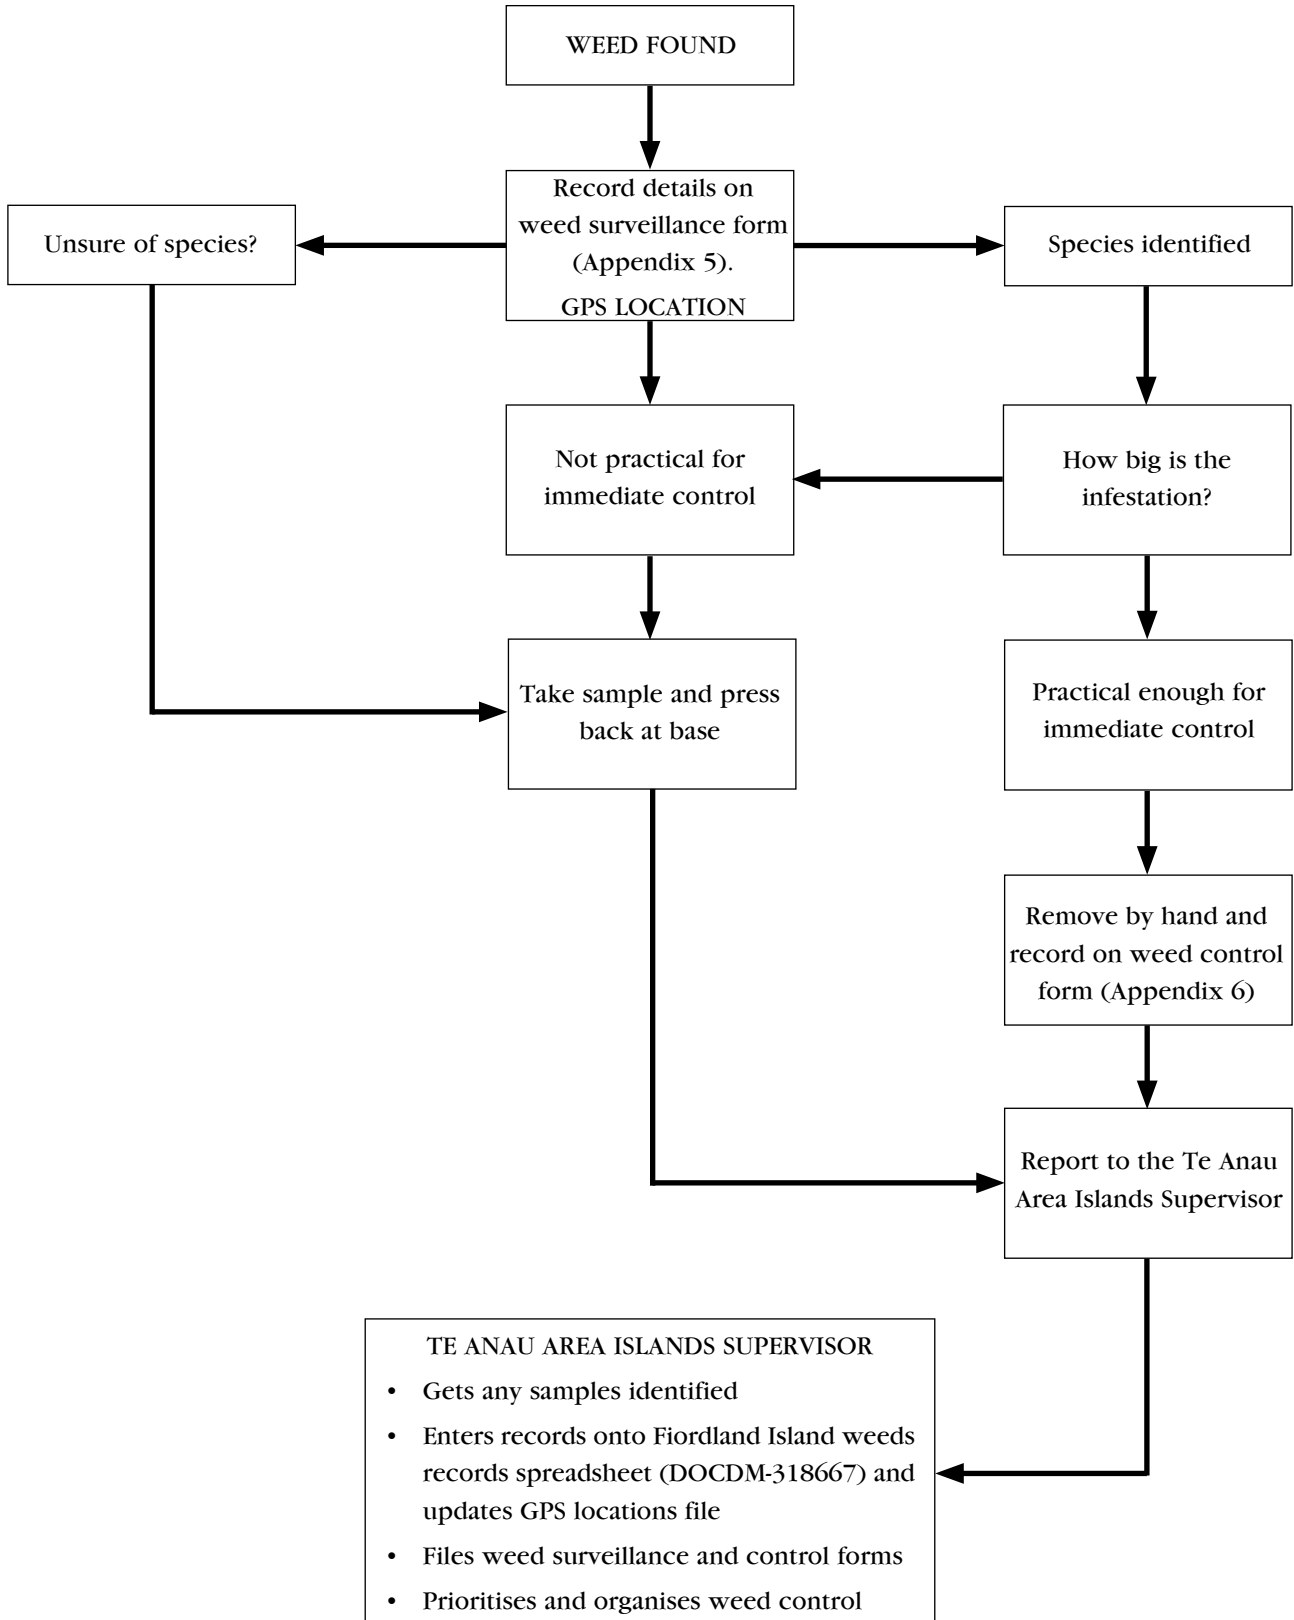 WEED FOUND
Record details on
weed surveillance form
(Appendix 5).
GPS LOCATION
Unsure of species?
Species identified
Not practical for
immediate control
How big is the
infestation?
Take sample and press
back at base
Practical enough for
immediate control
Remove by hand and
record on weed control
form (Appendix 6)
Report to the Te Anau
Area Islands Supervisor
TE ANAU AREA ISLANDS SUPERVISOR
• Gets any samples identified
• Enters records onto Fiordland Island weeds
records spreadsheet (DOCDM-318667) and
updates GPS locations file
• Files weed surveillance and control forms
• Prioritises and organises weed control